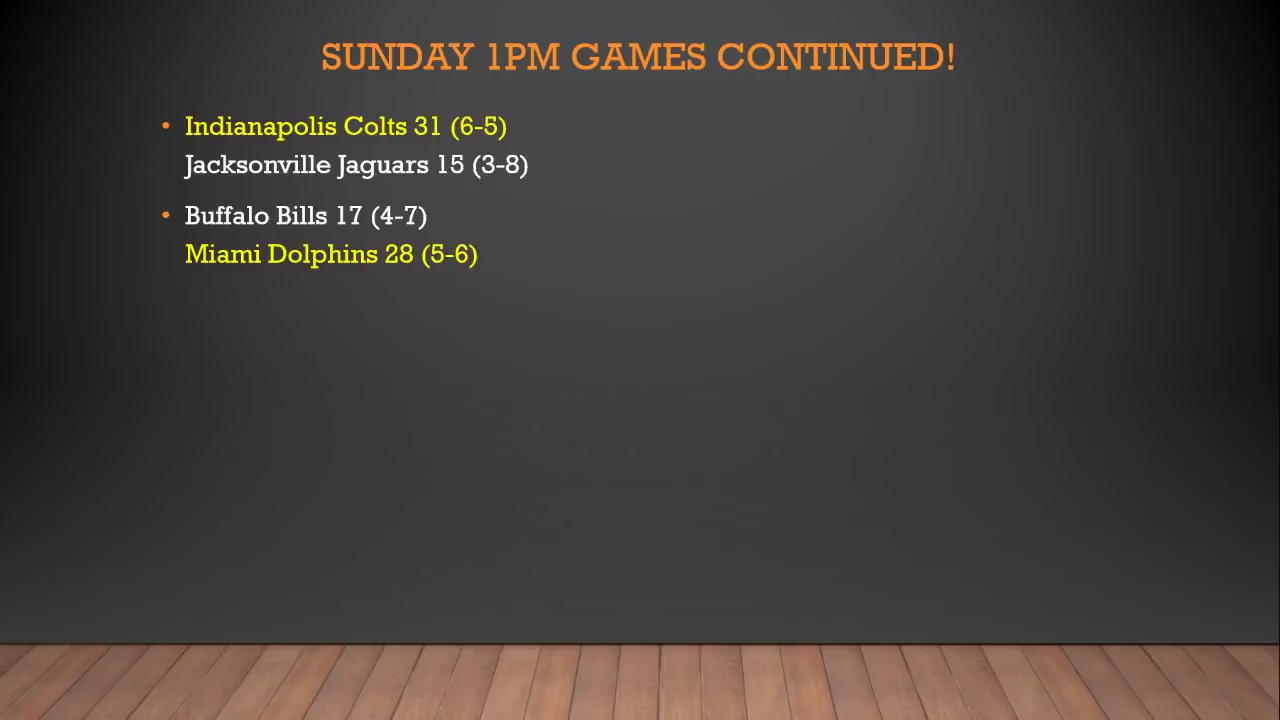 SUNDAY 1PM GAMES CONTINUED!
• Indianapolis Colts 31 (6-5)
Jacksonville Jaguars 15 (3-8)
• Buffalo Bills 17 (4-7)
Miami Dolphins 28 (5-6)